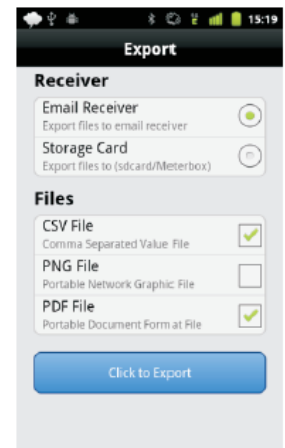 15:19
Export
Receiver
Email Receiver
Export files to email receiver
Storage Card
Export files to (sdcard/Meterbox)
Files
CSV File
Comma Separated Value File
PNG File
Portable Network Graphic File
PDF File
Portable Document Form at File
Click to Export